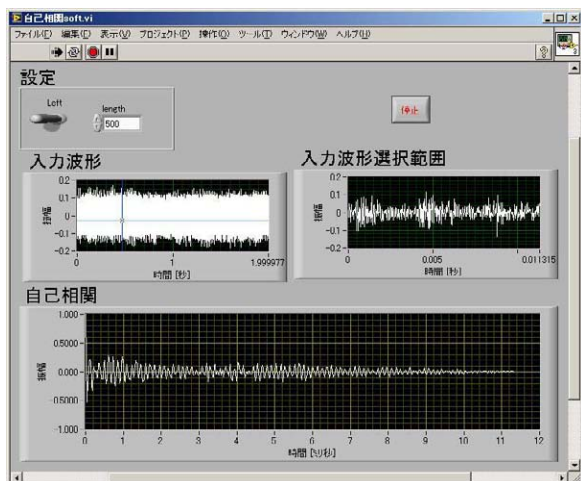 自己相関soft.vi
ファイル(F) 編集(E) 表示(V) プロジェクト(P) 操作(O) ツール(T) ウィンドウ(W) ヘルプ(H)
設定
Loft
length
500
停止
入力波形
振幅
0.2
0.1
0
-0.1
-0.2
0 1 1.999977
時間 [秒]
入力波形選択範囲
振幅
0.2
0.1
0
-0.1
-0.2
0 0.005 0.011315
時間 [秒]
自己相関
振幅
1.000
0.5000
0.000
-0.5000
-1.000
0 1 2 3 4 5 6 7 8 9 10 11 12
時間 [ミリ秒]